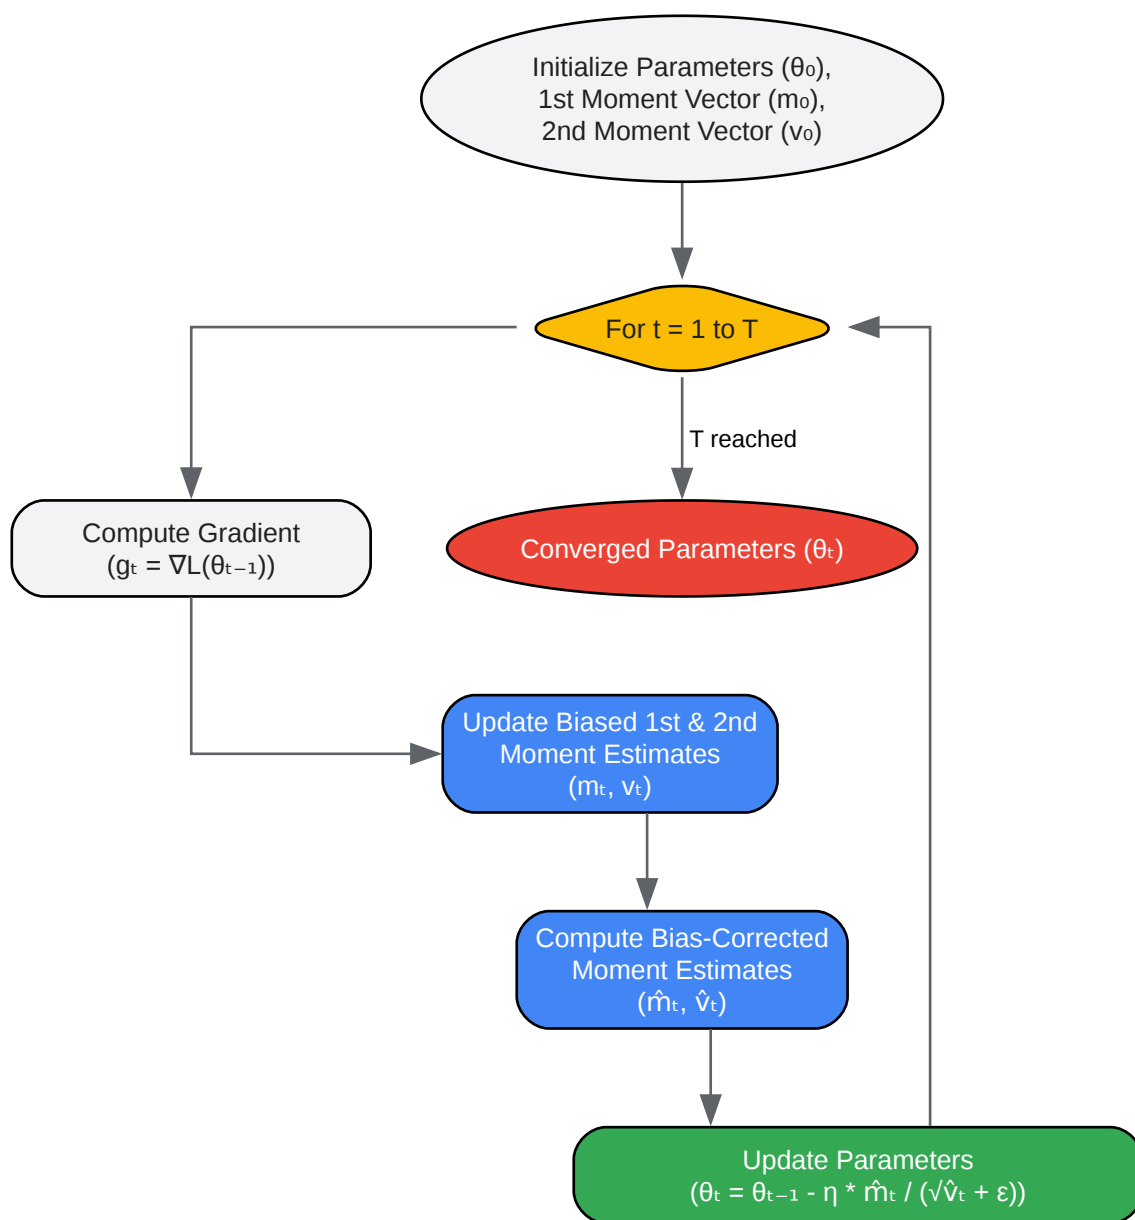 Initialize Parameters (θ₀),
1st Moment Vector (m₀),
2nd Moment Vector (v₀)
For t = 1 to T
T reached
Compute Gradient
(gₜ = ∇L(θₜ₋₁))
Converged Parameters (θₜ)
Update Biased 1st & 2nd
Moment Estimates
(mₜ, vₜ)
Compute Bias-Corrected
Moment Estimates
(m̂ₜ, v̂ₜ)
Update Parameters
(θₜ = θₜ₋₁ - η * m̂ₜ / (√v̂ₜ + ε))